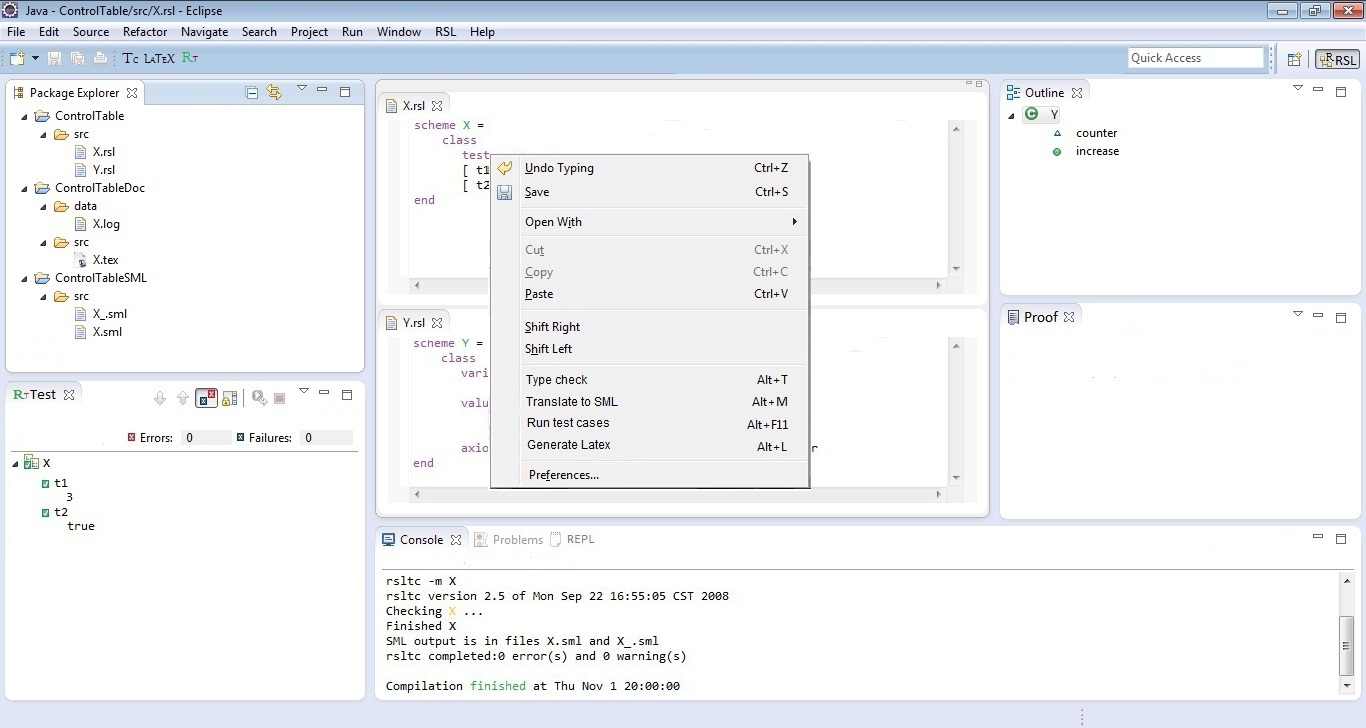 Java - ControlTable/src/X.rsl - Eclipse
File Edit Source Refactor Navigate Search Project Run Window RSL Help
Tc LATEX RT
Quick Access
RSL
Package Explorer
ControlTable
src
X.rsl
Y.rsl
ControlTableDoc
data
X.log
src
X.tex
ControlTableSML
src
X_.sml
X.sml
RT Test
Errors: 0 Failures: 0
X
t1
3
t2
true
X.rsl
scheme X =
class
test
[ t1
[ t2
end
Y.rsl
scheme Y =
class
vari
valu
axio r
end
Undo Typing Ctrl+Z
Save Ctrl+S
Open With
Cut Ctrl+X
Copy Ctrl+C
Paste Ctrl+V
Shift Right
Shift Left
Type check Alt+T
Translate to SML Alt+M
Run test cases Alt+F11
Generate Latex Alt+L
Preferences...
Console Problems REPL
rsltc -m X
rsltc version 2.5 of Mon Sep 22 16:55:05 CST 2008
Checking X ...
Finished X
SML output is in files X.sml and X_.sml
rsltc completed:0 error(s) and 0 warning(s)
Compilation finished at Thu Nov 1 20:00:00
Outline
Y
counter
increase
Proof